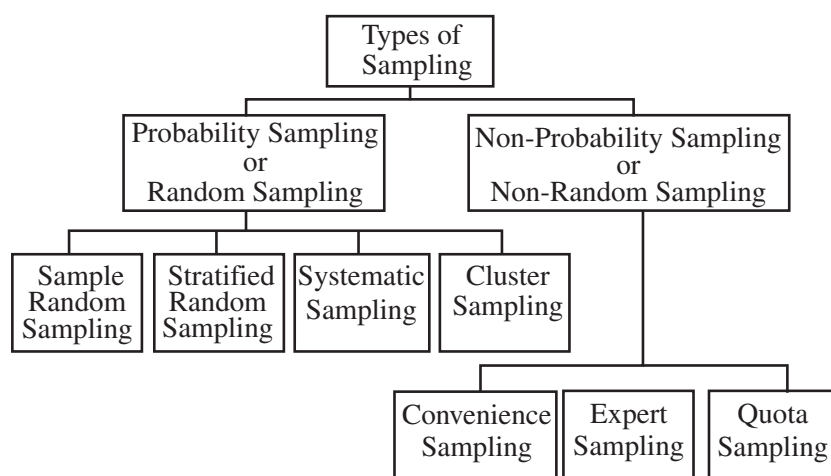 Types of
Sampling
Probability Sampling
or
Random Sampling
Non-Probability Sampling
or
Non-Random Sampling
Sample
Random
Sampling
Stratified
Random
Sampling
Systematic
Sampling
Cluster
Sampling
Convenience
Sampling
Expert
Sampling
Quota
Sampling